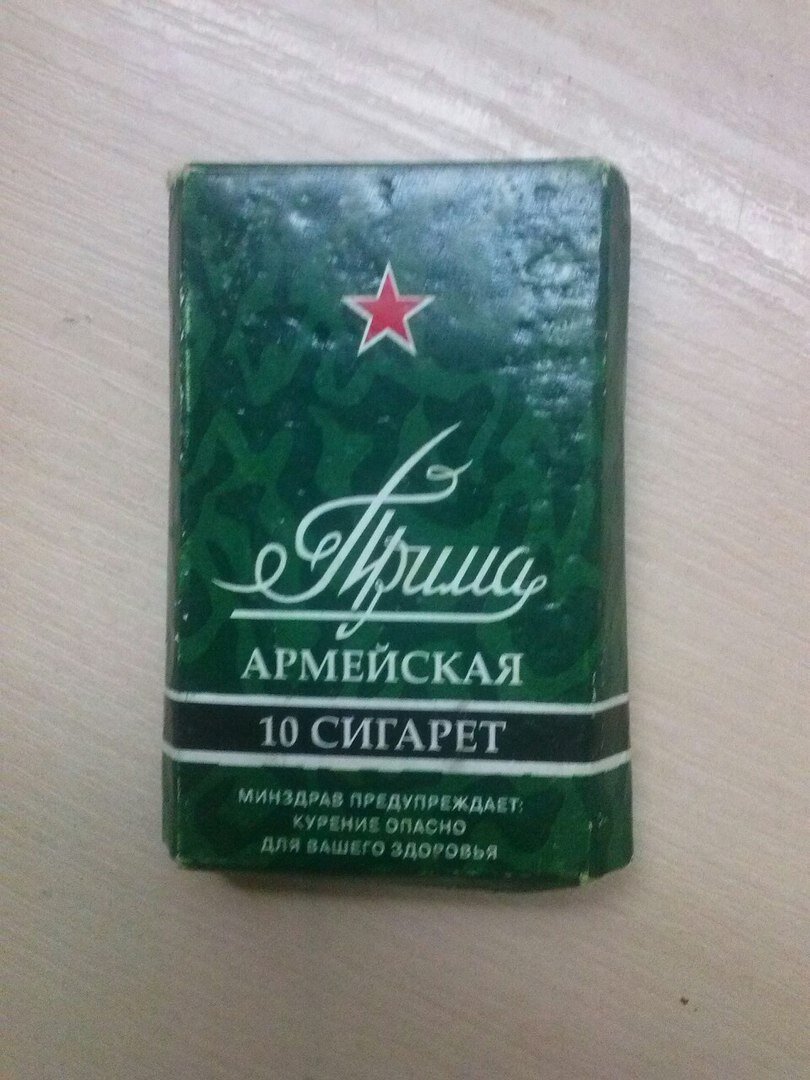 Прима
АРМЕЙСКАЯ
10 СИГАРЕТ
МИНЗДРАВ ПРЕДУПРЕЖДАЕТ:
КУРЕНИЕ ОПАСНО
ДЛЯ ВАШЕГО ЗДОРОВЬЯ